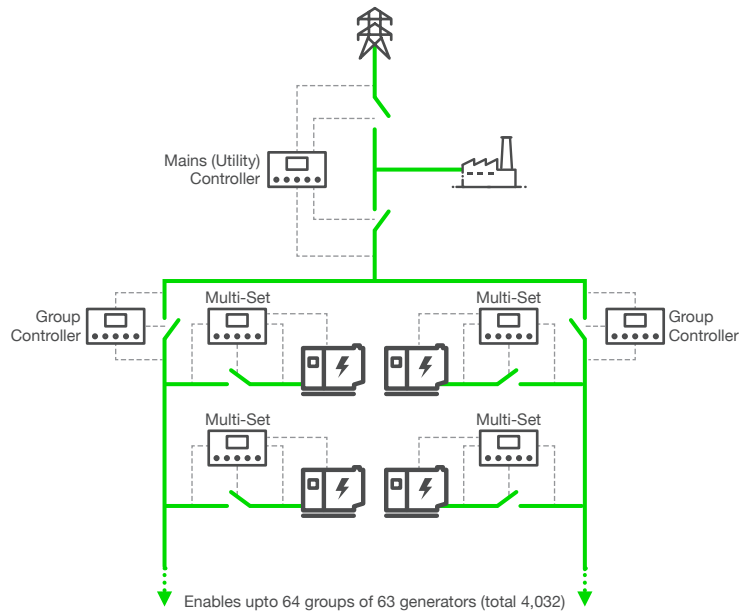 Mains (Utility)
Controller
Group
Controller
Multi-Set
Multi-Set
Group
Controller
Multi-Set
Multi-Set
Enables upto 64 groups of 63 generators (total 4,032)